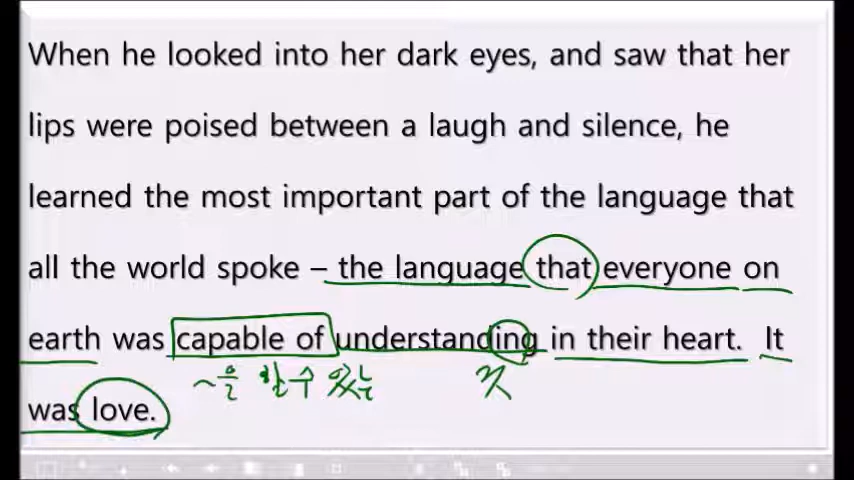 When he looked into her dark eyes, and saw that her
lips were poised between a laugh and silence, he
learned the most important part of the language that
all the world spoke – the language that everyone on
earth was capable of understanding in their heart. It
~을 할 수 있는 것
was love.